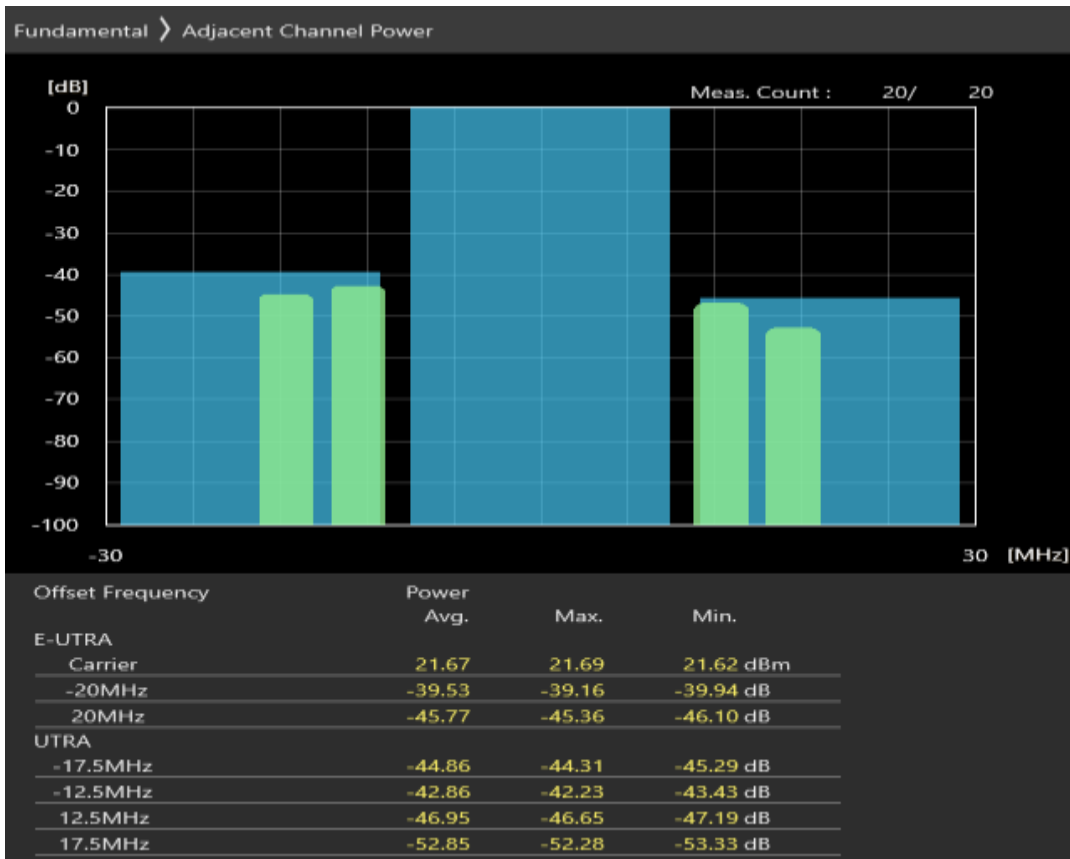 Fundamental ❭ Adjacent Channel Power
[dB]
Meas. Count : 20/ 20
0
-10
-20
-30
-40
-50
-60
-70
-80
-90
-100
-30 30 [MHz]
Offset Frequency Power
Avg. Max. Min.
E-UTRA
Carrier 21.67 21.69 21.62 dBm
-20MHz -39.53 -39.16 -39.94 dB
20MHz -45.77 -45.36 -46.10 dB
UTRA
-17.5MHz -44.86 -44.31 -45.29 dB
-12.5MHz -42.86 -42.23 -43.43 dB
12.5MHz -46.95 -46.65 -47.19 dB
17.5MHz -52.85 -52.28 -53.33 dB